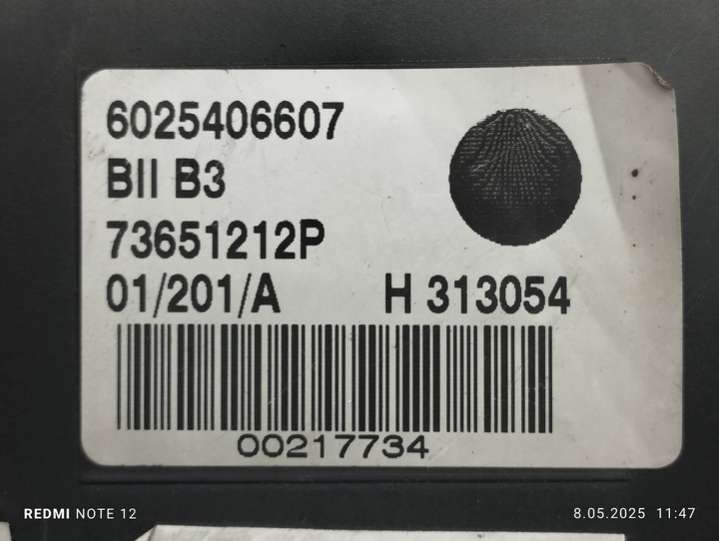 6025406607
BII B3
73651212P
01/201/A H 313054
00217734
REDMI NOTE 12 8.05.2025 11:47